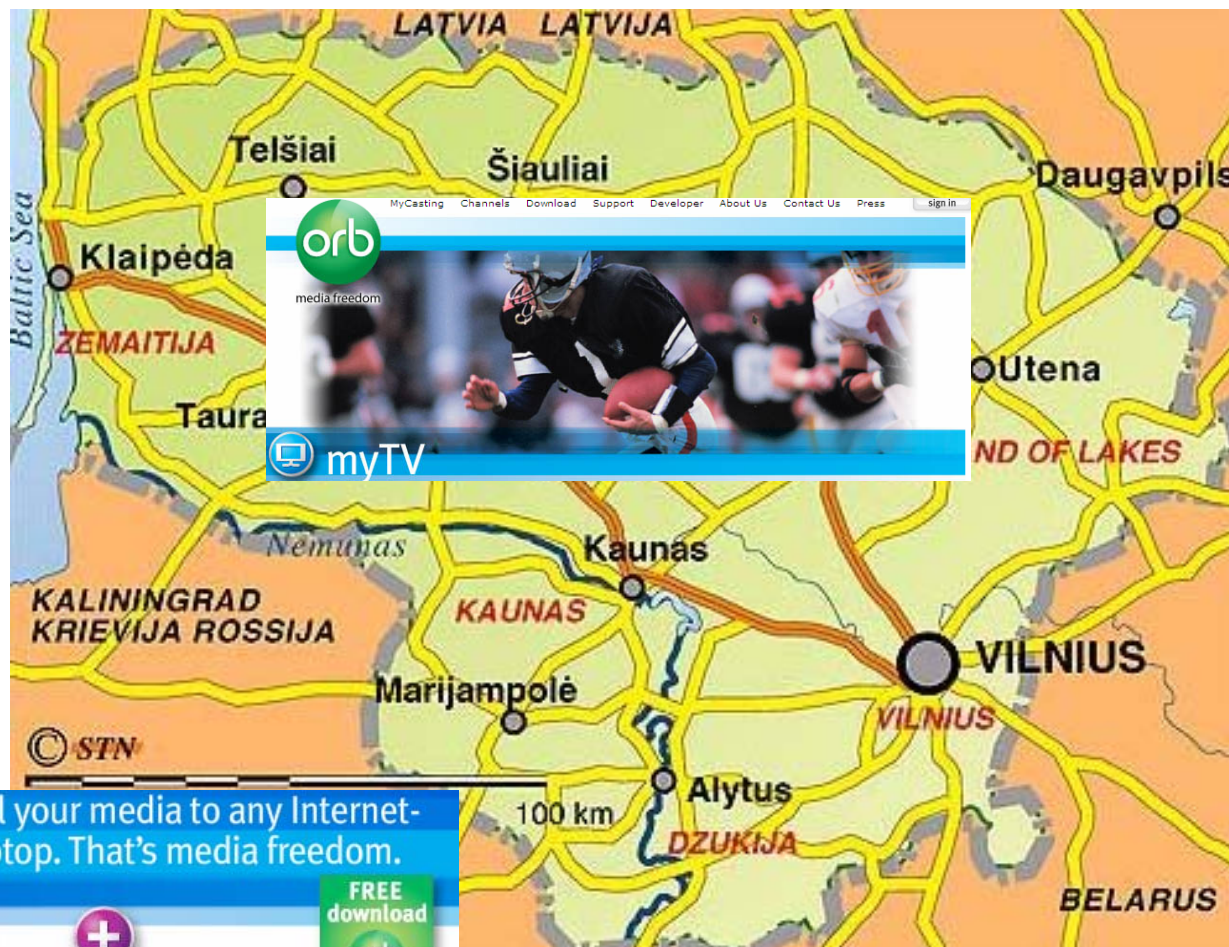 LATVIA LATVIJA
Telšiai
Šiauliai
Daugavpils
Baltic Sea
MyCasting Channels Download Support Developer About Us Contact Us Press sign in
orb
media freedom
Klaipėda
ZEMAITIJA
Utena
Taura
myTV
ND OF LAKES
Nemunas
Kaunas
KALININGRAD
KRIEVIJA ROSSIJA
KAUNAS
VILNIUS
Marijampolė
VILNIUS
© STN
100 km
Alytus
DZUKIJA
l your media to any Internet-
ptop. That's media freedom.
FREE
download
BELARUS